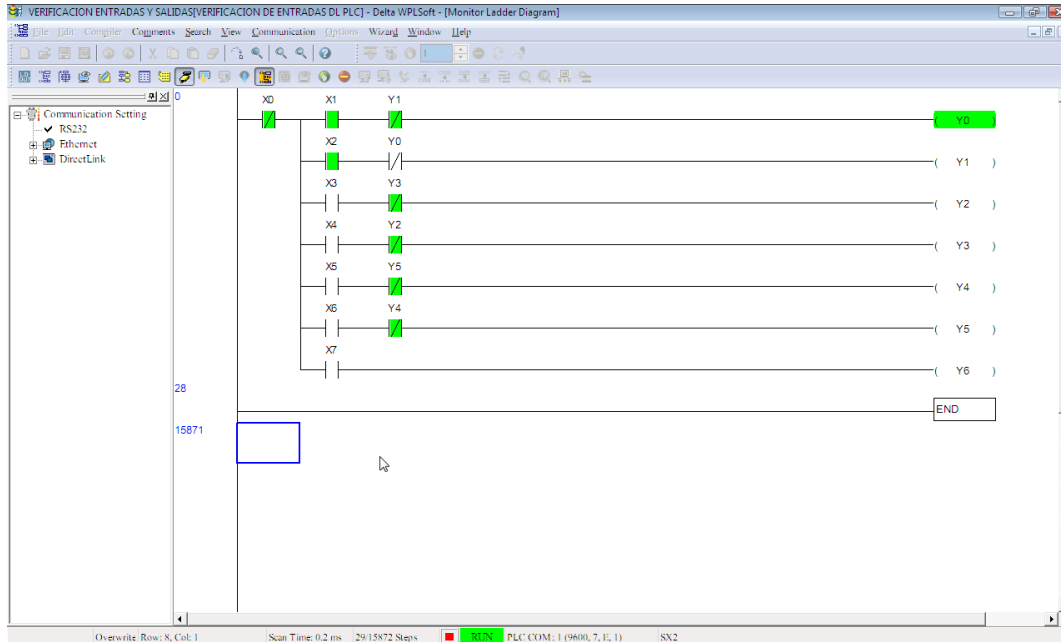 VERIFICACION ENTRADAS Y SALIDAS[VERIFICACION DE ENTRADAS DL PLC] - Delta WPLSoft - [Monitor Ladder Diagram]
File Edit Compiler Comments Search View Communication Options Wizard Window Help
1
Communication Setting
RS232
Ethernet
DirectLink
0
X0 X1 Y1
Y0
X2 Y0
Y1
X3 Y3
Y2
X4 Y2
Y3
X5 Y5
Y4
X6 Y4
Y5
X7
Y6
28
END
15871
Overwrite Row: 8, Col: 1 Scan Time: 0.2 ms 29/15872 Steps RUN PLC COM: 1 (9600, 7, E, 1) SX2